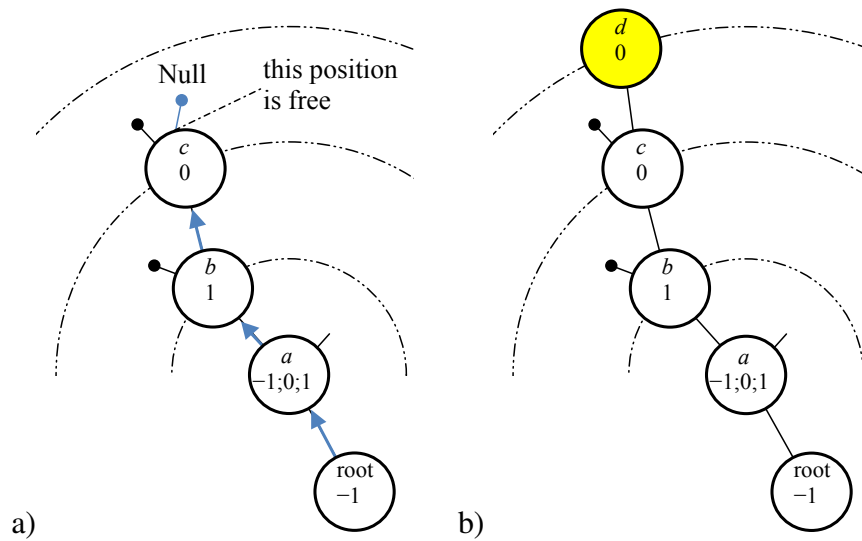 Null
this position
is free
c
0
b
1
a
−1;0;1
root
−1
a)
d
0
c
0
b
1
a
−1;0;1
root
−1
b)